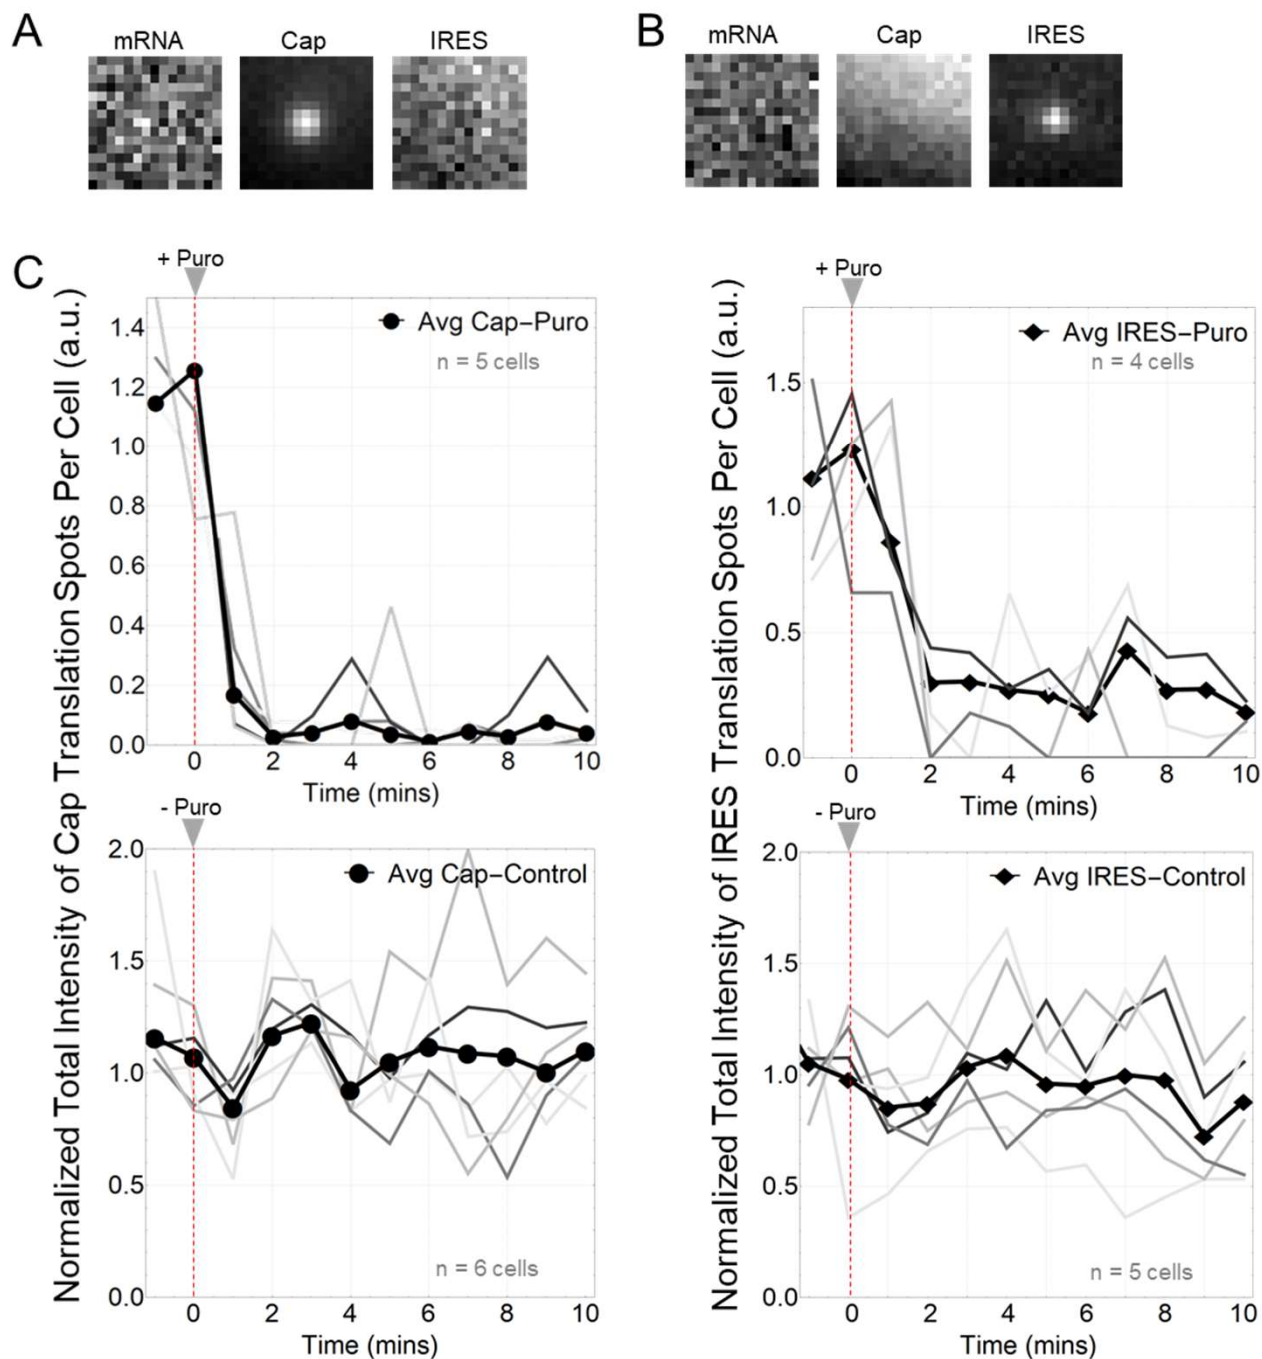 A
mRNA Cap IRES
B
mRNA Cap IRES
C
+ Puro
Avg Cap–Puro
n = 5 cells
1.4
1.2
1.0
0.8
0.6
0.4
0.2
0.0
0 2 4 6 8 10
Time (mins)
+ Puro
Avg IRES–Puro
n = 4 cells
1.5
1.0
0.5
0.0
0 2 4 6 8 10
Time (mins)
Normalized Total Intensity of Cap Translation Spots Per Cell (a.u.)
- Puro
Avg Cap–Control
2.0
1.5
1.0
0.5
0.0
n = 6 cells
0 2 4 6 8 10
Time (mins)
Normalized Total Intensity of IRES Translation Spots Per Cell (a.u.)
- Puro
Avg IRES–Control
2.0
1.5
1.0
0.5
0.0
n = 5 cells
0 2 4 6 8 10
Time (mins)